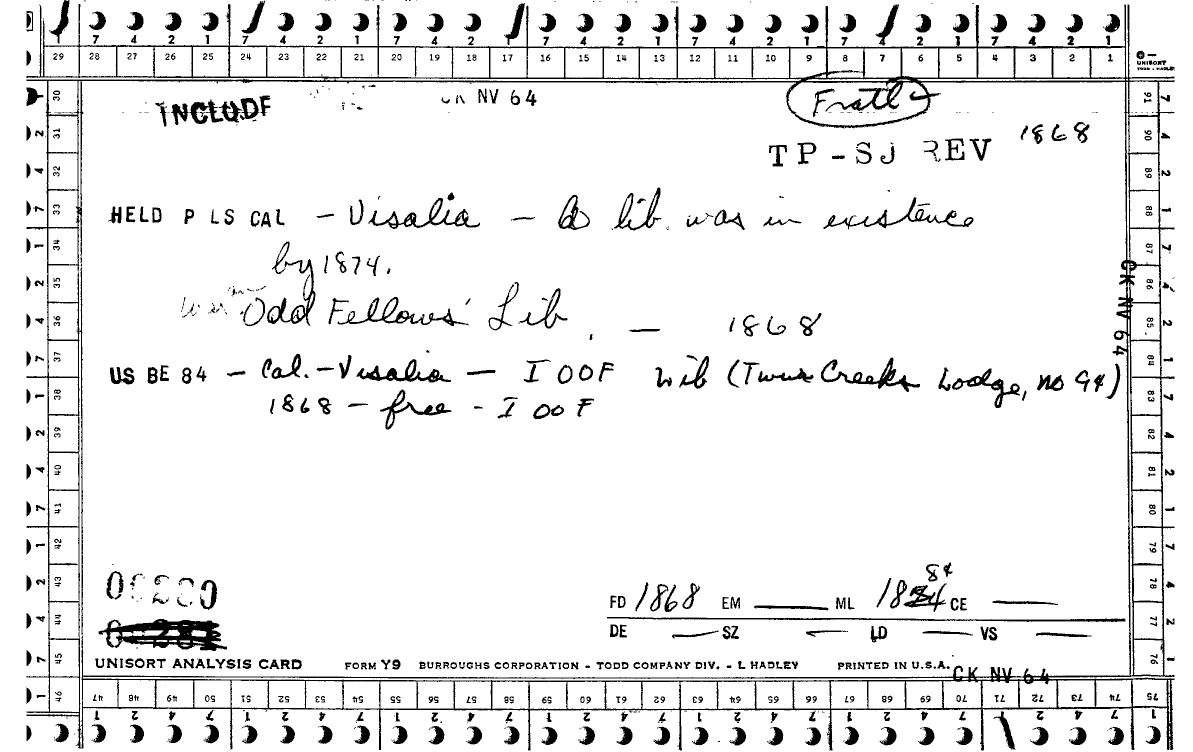 7 4 2 1 7 4 2 1 7 4 2 1 7 4 2 1 7 4 2 1 7 4 2 1 7 4 2 1
29 28 27 26 25 24 23 22 21 20 19 18 17 16 15 14 13 12 11 10 9 8 7 6 5 4 3 2 1
UNISORT
TODD - HADLEY
INCLUDE
CK NV 64
Fratl
TP-SJ REV 1868
HELD P LS CAL - Visalia - A lib. was in existence
by 1874.
was an Odd Fellows' Lib. — 1868
US BE 84 - Cal. - Visalia - IOOF Lib (Twin Creeks Lodge, no 94)
1868 - free - IOOF
CK NV 64
30 31 32 33 34 35 36 37 38 39 40 41 42 43 44 45 46
91 90 89 88 87 86 85 84 83 82 81 80 79 78 77 76 75
00280
00281
FD 1868 EM — ML 1884 CE —
DE — SZ — LD — VS —
UNISORT ANALYSIS CARD FORM Y9 BURROUGHS CORPORATION - TODD COMPANY DIV. - L HADLEY PRINTED IN U.S.A.
CK NV 64
47 48 49 50 51 52 53 54 55 56 57 58 59 60 61 62 63 64 65 66 67 68 69 70 71 72 73 74 75